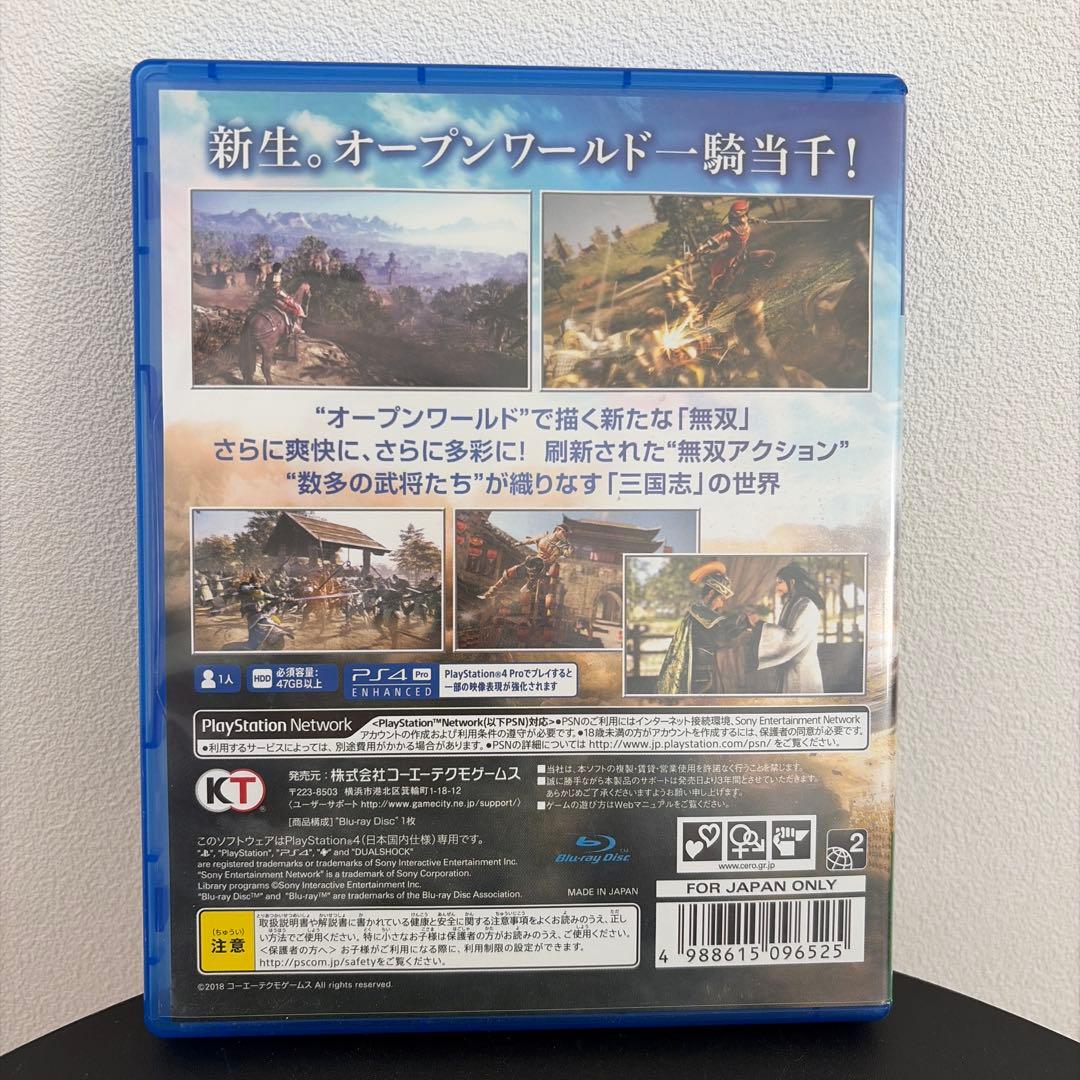 新生。オープンワールド一騎当千！
“オープンワールド”で描く新たな「無双」
さらに爽快に、さらに多彩に！ 刷新された“無双アクション”
“数多の武将たち”が織りなす「三国志」の世界
1人
HDD 必須容量：
47GB以上
PS4 Pro
ENHANCED
PlayStation®4 Proでプレイすると
一部の映像表現が強化されます
PlayStation Network
<PlayStation™Network(以下PSN)対応>●PSNのご利用にはインターネット接続環境、Sony Entertainment Network
アカウントの作成および利用条件の遵守が必要です。●18歳未満の方がアカウントを作成するには、保護者の同意が必要です。
●利用するサービスによっては、別途費用がかかる場合があります。●PSNの詳細については http://www.jp.playstation.com/psn/ をご覧ください。
KT
発売元：株式会社コーエーテクモゲームス
〒223-8503 横浜市港北区箕輪町1-18-12
〈ユーザーサポート http://www.gamecity.ne.jp/support/〉
[商品構成] "Blu-ray Disc" 1枚
■当社は、本ソフトの複製・賃貸・営業使用を許諾なく行うことを禁じます。
■誠に勝手ながら本製品のサポートは発売日より3年間とさせていただきます。
あらかじめご了承くださいますようお願い申し上げます。
■ゲームの遊び方はWebマニュアルをご覧ください。
このソフトウェアはPlayStation®4（日本国内仕様）専用です。
"PlayStation", "PS4", and "DUALSHOCK"
are registered trademarks or trademarks of Sony Interactive Entertainment Inc.
"Sony Entertainment Network" is a trademark of Sony Corporation.
Library programs ©Sony Interactive Entertainment Inc.
"Blu-ray Disc™" and "Blu-ray™" are trademarks of the Blu-ray Disc Association.
Blu-ray Disc
MADE IN JAPAN
www.cero.gr.jp
2
FOR JAPAN ONLY
4 988615 096525
（ちゅうい）
注意
取扱説明書や解説書に書かれている健康と安全に関する注意事項をよくお読みのうえ、正し
い方法でご使用ください。特に小さなお子様は保護者の方がお読みのうえ、ご使用ください。
＜保護者の方へ＞ お子様がご利用になる際に、利用制限の設定ができます。
http://pscom.jp/safetyをご覧ください。
©2018 コーエーテクモゲームス All rights reserved.